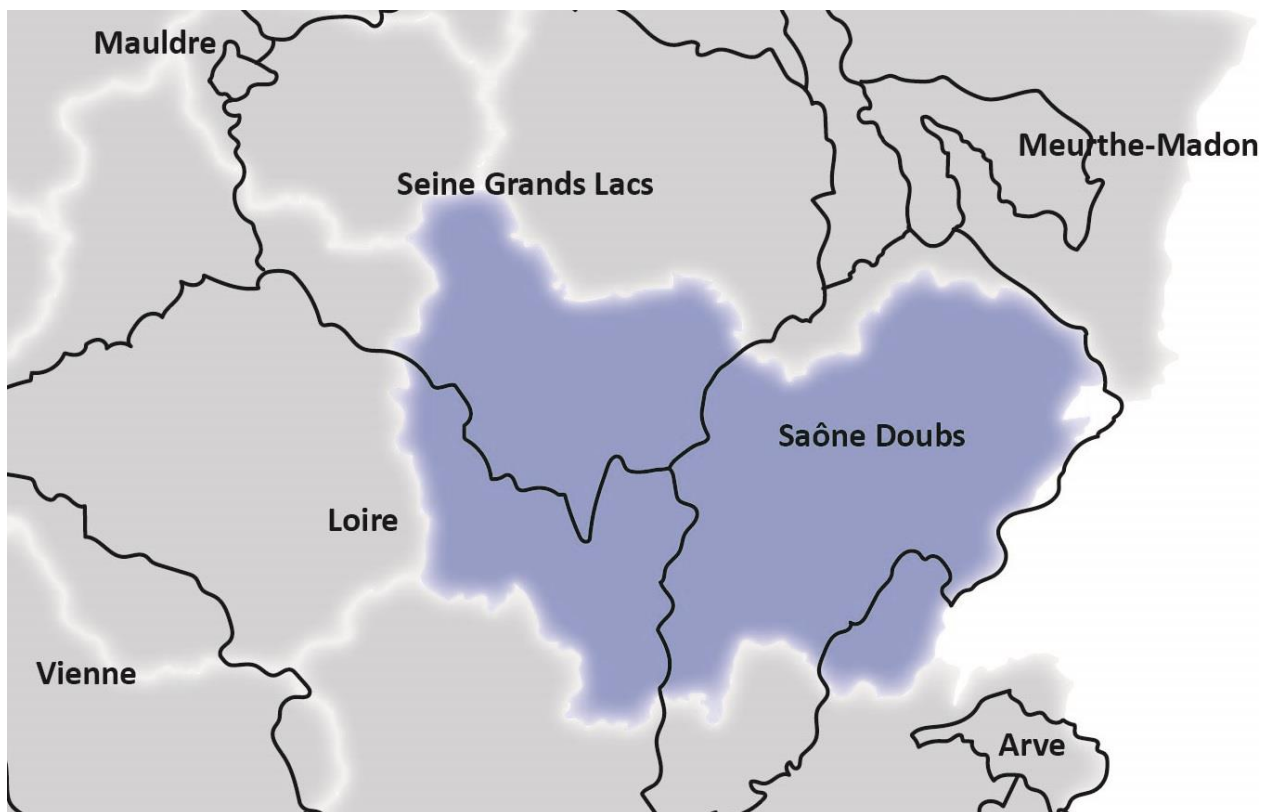 Mauldre
Meurthe-Madon
Seine Grands Lacs
Saône Doubs
Loire
Vienne
Arve